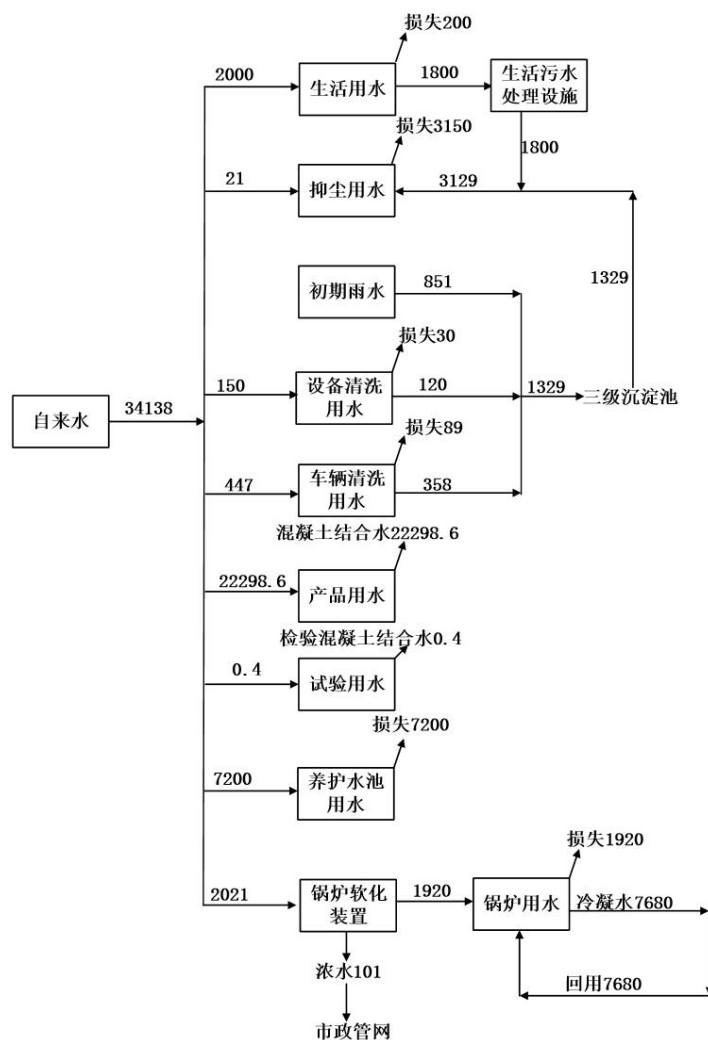 损失200
2000
生活用水
1800
生活污水
处理设施
损失3150
1800
21
抑尘用水
3129
初期雨水
851
1329
损失30
150
设备清洗
用水
120
1329
三级沉淀池
自来水
34138
损失89
447
车辆清洗
用水
358
混凝土结合水22298.6
22298.6
产品用水
检验混凝土结合水0.4
0.4
试验用水
损失7200
7200
养护水池
用水
损失1920
2021
锅炉软化
装置
1920
锅炉用水
冷凝水7680
浓水101
回用7680
市政管网